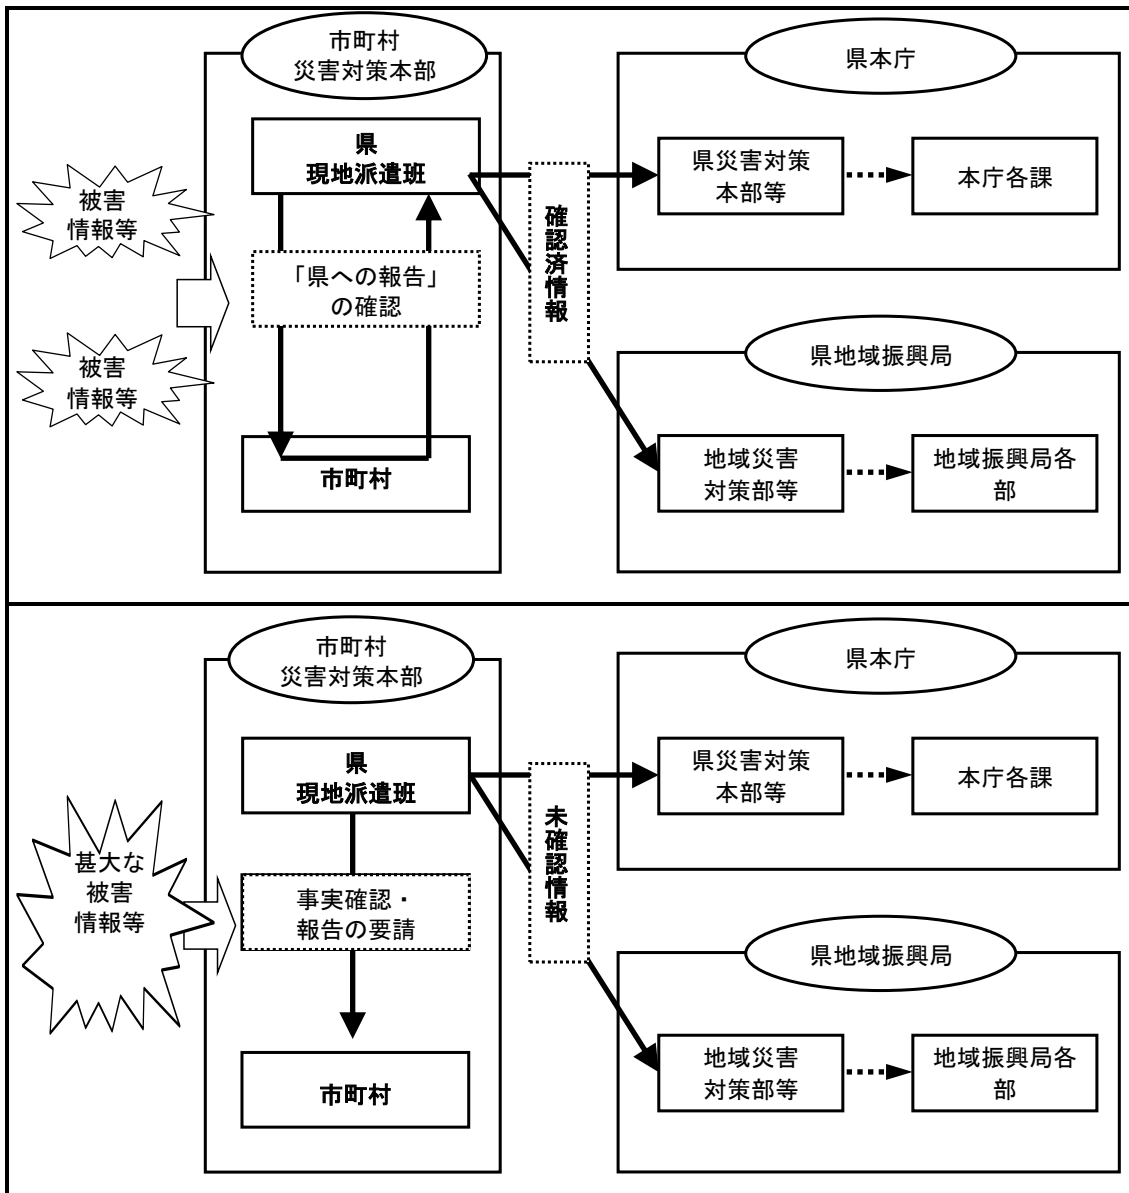 市町村
災害対策本部
県
現地派遣班
被害
情報等
「県への報告」
の確認
被害
情報等
市町村
確認済情報
県本庁
県災害対策
本部等
本庁各課
県地域振興局
地域災害
対策部等
地域振興局各
部
市町村
災害対策本部
県
現地派遣班
甚大な
被害
情報等
事実確認・
報告の要請
市町村
未確認情報
県本庁
県災害対策
本部等
本庁各課
県地域振興局
地域災害
対策部等
地域振興局各
部